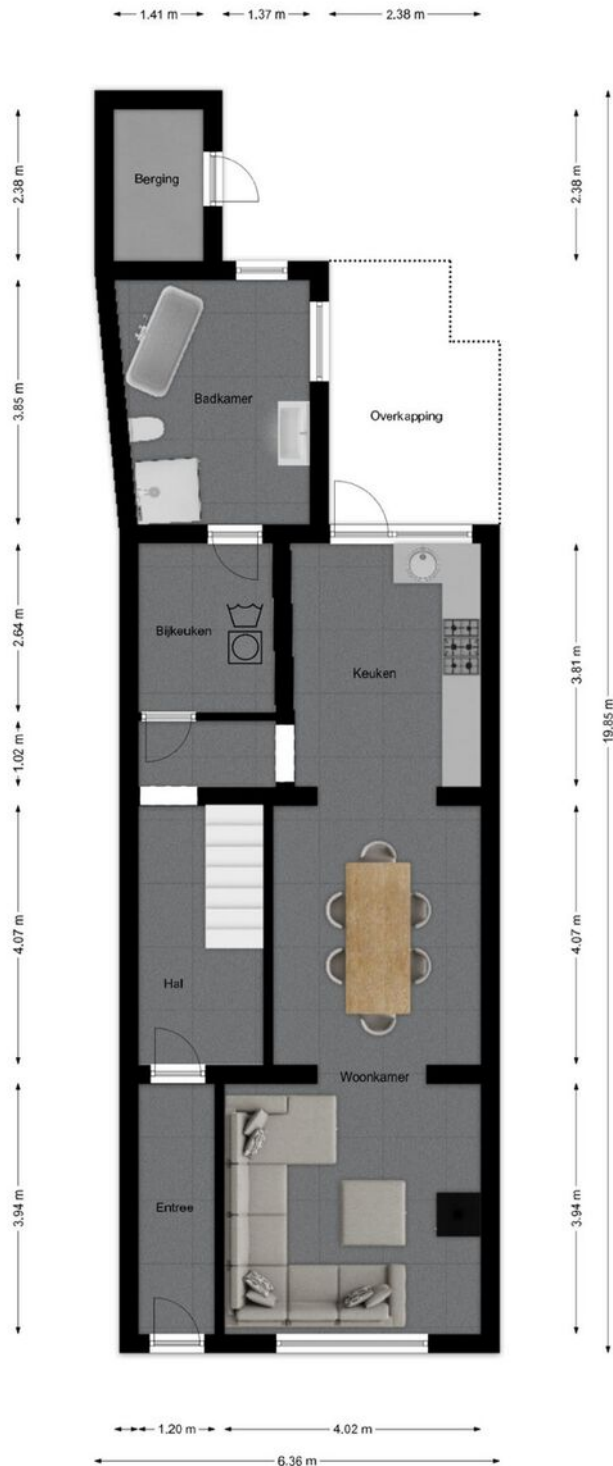 1.41 m
1.37 m
2.38 m
2.38 m
2.38 m
Berging
3.85 m
Badkamer
Overkapping
2.64 m
Bijkeuken
Keuken
3.81 m
19.85 m
1.02 m
4.07 m
4.07 m
Hal
Woonkamer
3.94 m
Entree
3.94 m
1.20 m
4.02 m
6.36 m